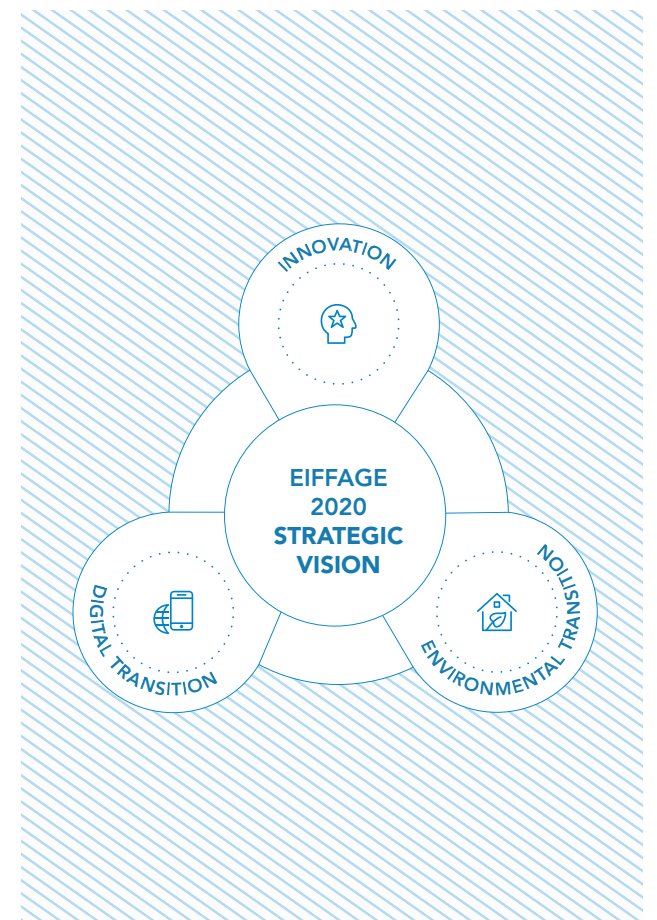 INNOVATION
EIFFAGE
2020
STRATEGIC
VISION
DIGITAL TRANSITION
ENVIRONMENTAL TRANSITION